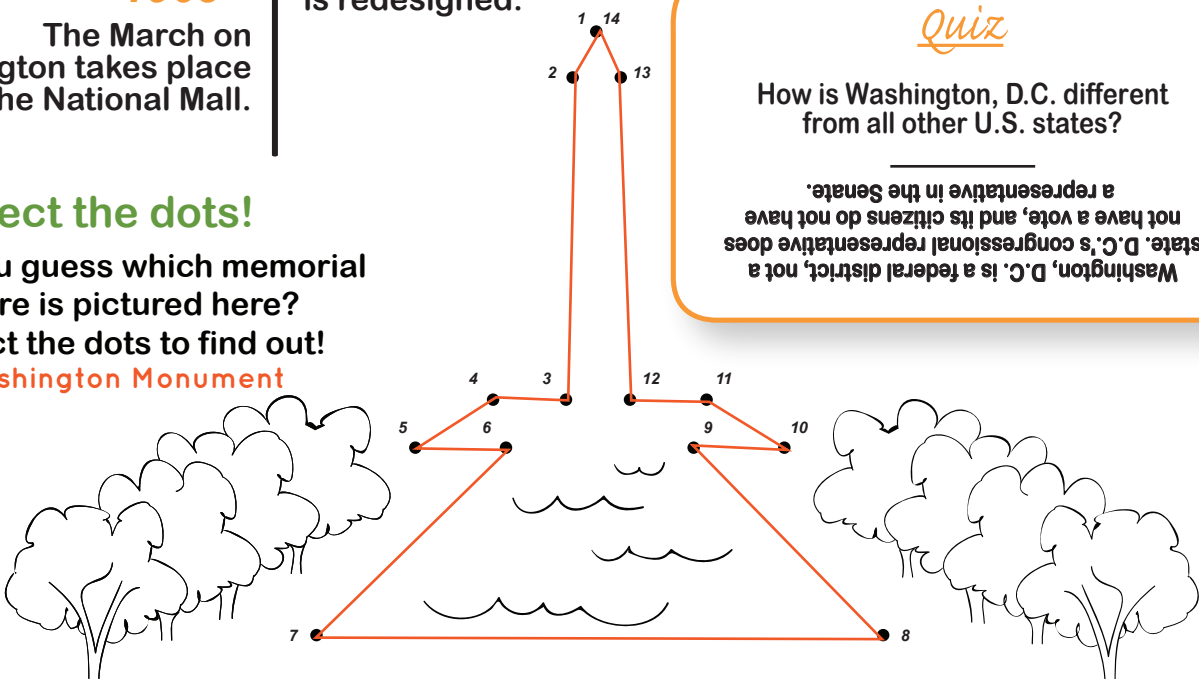 is redesigned.
The March on
gton takes place
he National Mall.
ect the dots!
u guess which memorial
re is pictured here?
ct the dots to find out!
shington Monument
1 14
2
13
3
4
5
6
7
8
9
10
11
12
Quiz
How is Washington, D.C. different
from all other U.S. states?
Washington, D.C. is a federal district, not a
state. D.C.'s congressional representative does
not have a vote, and its citizens do not have
a representative in the Senate.